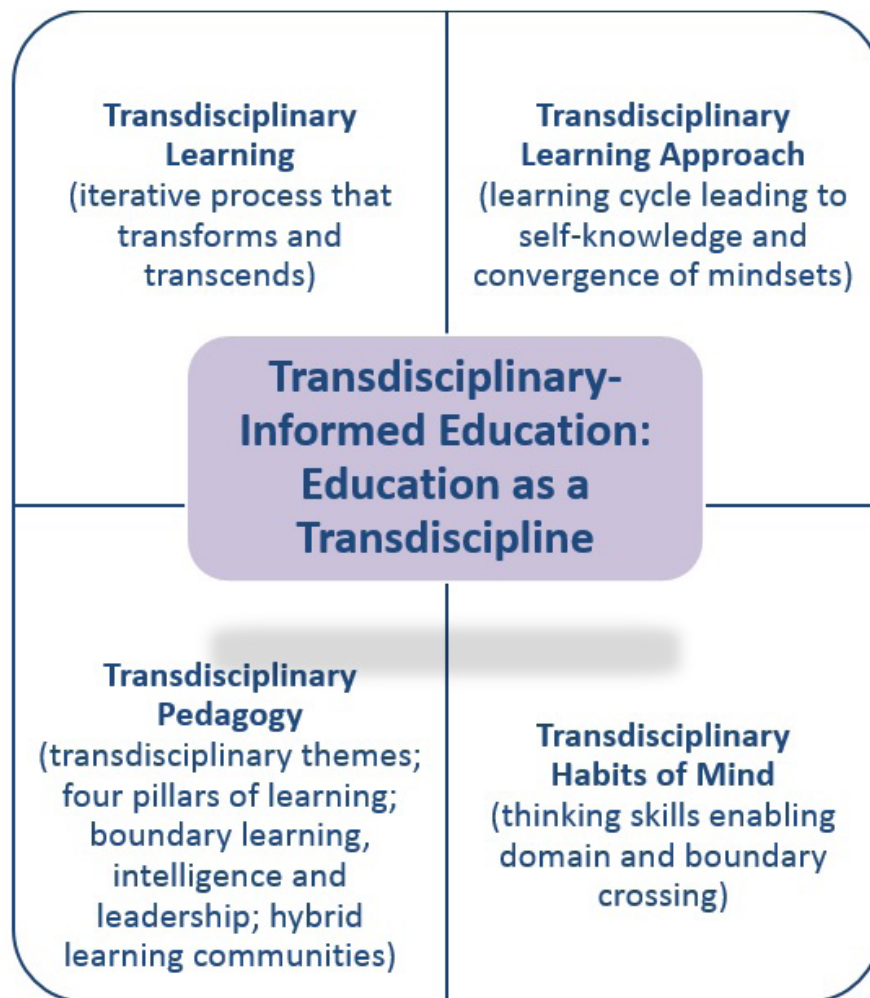 Transdisciplinary
Learning
(iterative process that
transforms and
transcends)
Transdisciplinary
Learning Approach
(learning cycle leading to
self-knowledge and
convergence of mindsets)
Transdisciplinary-
Informed Education:
Education as a
Transdiscipline
Transdisciplinary
Pedagogy
(transdisciplinary themes;
four pillars of learning;
boundary learning,
intelligence and
leadership; hybrid
learning communities)
Transdisciplinary
Habits of Mind
(thinking skills enabling
domain and boundary
crossing)